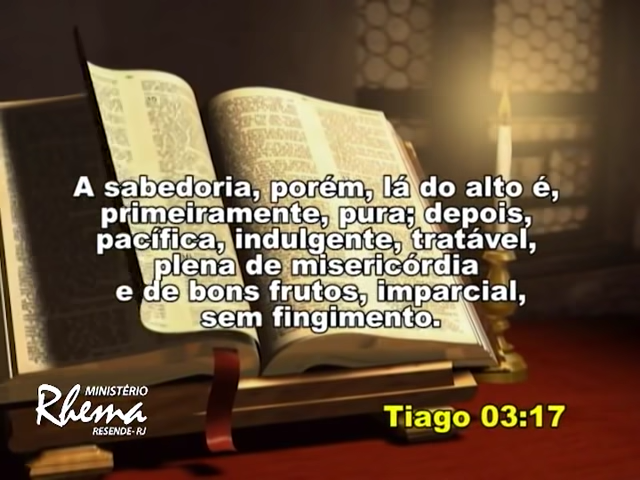 A sabedoria, porém, lá do alto é,
primeiramente, pura; depois,
pacífica, indulgente, tratável,
plena de misericórdia
e de bons frutos, imparcial,
sem fingimento.
MINISTÉRIO
Rhema
RESENDE-RJ
Tiago 03:17